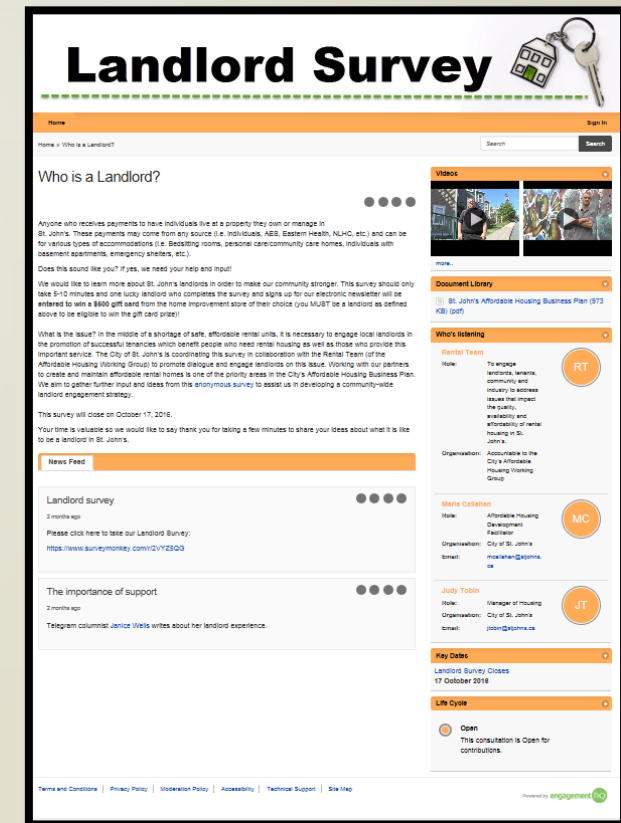 Landlord Survey
Home
Sign In
Home » Who is a Landlord?
Search
Search
Who is a Landlord?
Anyone who receives payments to have individuals live at a property they own or manage in
St. John's. These payments may come from any source (i.e. individuals, AES, Eastern Health, NLHC, etc.) and can be
for various types of accommodations (i.e. Bedsitting rooms, personal care/community care homes, individuals with
basement apartments, emergency shelters, etc.).
Does this sound like you? If yes, we need your help and input!
We would like to learn more about St. John's landlords in order to make our community stronger. This survey should only
take 5-10 minutes and one lucky landlord who completes the survey and signs up for our electronic newsletter will be
entered to win a $500 gift card from the home improvement store of their choice (you MUST be a landlord as defined
above to be eligible to win the gift card prize)!
What is the issue? In the middle of a shortage of safe, affordable rental units, it is necessary to engage local landlords in
the promotion of successful tenancies which benefit people who need rental housing as well as those who provide this
important service. The City of St. John's is coordinating this survey in collaboration with the Rental Team (of the
Affordable Housing Working Group) to promote dialogue and engage landlords on this issue. Working with our partners
to create and maintain affordable rental homes is one of the priority areas in the City's Affordable Housing Business Plan.
We aim to gather further input and ideas from this anonymous survey to assist us in developing a community-wide
landlord engagement strategy.
This survey will close on October 17, 2016.
Your time is valuable so we would like to say thank you for taking a few minutes to share your ideas about what it is like
to be a landlord in St. John's.
News Feed
Landlord survey
2 months ago
Please click here to take our Landlord Survey:
https://www.surveymonkey.com/r/2VYZSQG
The importance of support
2 months ago
Telegram columnist Janice Wells writes about her landlord experience.
Videos
more..
Document Library
St. John's Affordable Housing Business Plan (973
KB) (pdf)
Who's listening
Rental Team
RT
Role: To engage
landlords, tenants,
community and
industry to address
issues that impact
the quality,
availability and
affordability of rental
housing in St.
John's.
Organisation: Accountable to the
City's Affordable
Housing Working
Group
Maria Callahan
MC
Role: Affordable Housing
Development
Facilitator
Organisation: City of St. John's
Email: mcallahan@stjohns.
ca
Judy Tobin
JT
Role: Manager of Housing
Organisation: City of St. John's
Email: jtobin@stjohns.ca
Key Dates
Landlord Survey Closes
17 October 2016
Life Cycle
Open
This consultation is Open for
contributions.
Terms and Conditions | Privacy Policy | Moderation Policy | Accessibility | Technical Support | Site Map
Powered by engagement HQ